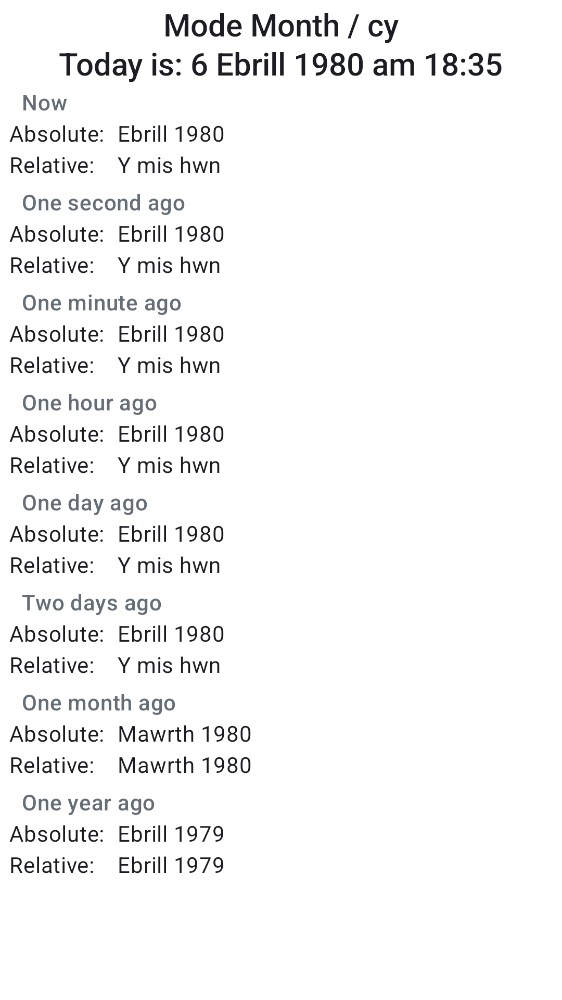 Mode Month / cy
Today is: 6 Ebrill 1980 am 18:35
Now
Absolute: Ebrill 1980
Relative: Y mis hwn
One second ago
Absolute: Ebrill 1980
Relative: Y mis hwn
One minute ago
Absolute: Ebrill 1980
Relative: Y mis hwn
One hour ago
Absolute: Ebrill 1980
Relative: Y mis hwn
One day ago
Absolute: Ebrill 1980
Relative: Y mis hwn
Two days ago
Absolute: Ebrill 1980
Relative: Y mis hwn
One month ago
Absolute: Mawrth 1980
Relative: Mawrth 1980
One year ago
Absolute: Ebrill 1979
Relative: Ebrill 1979